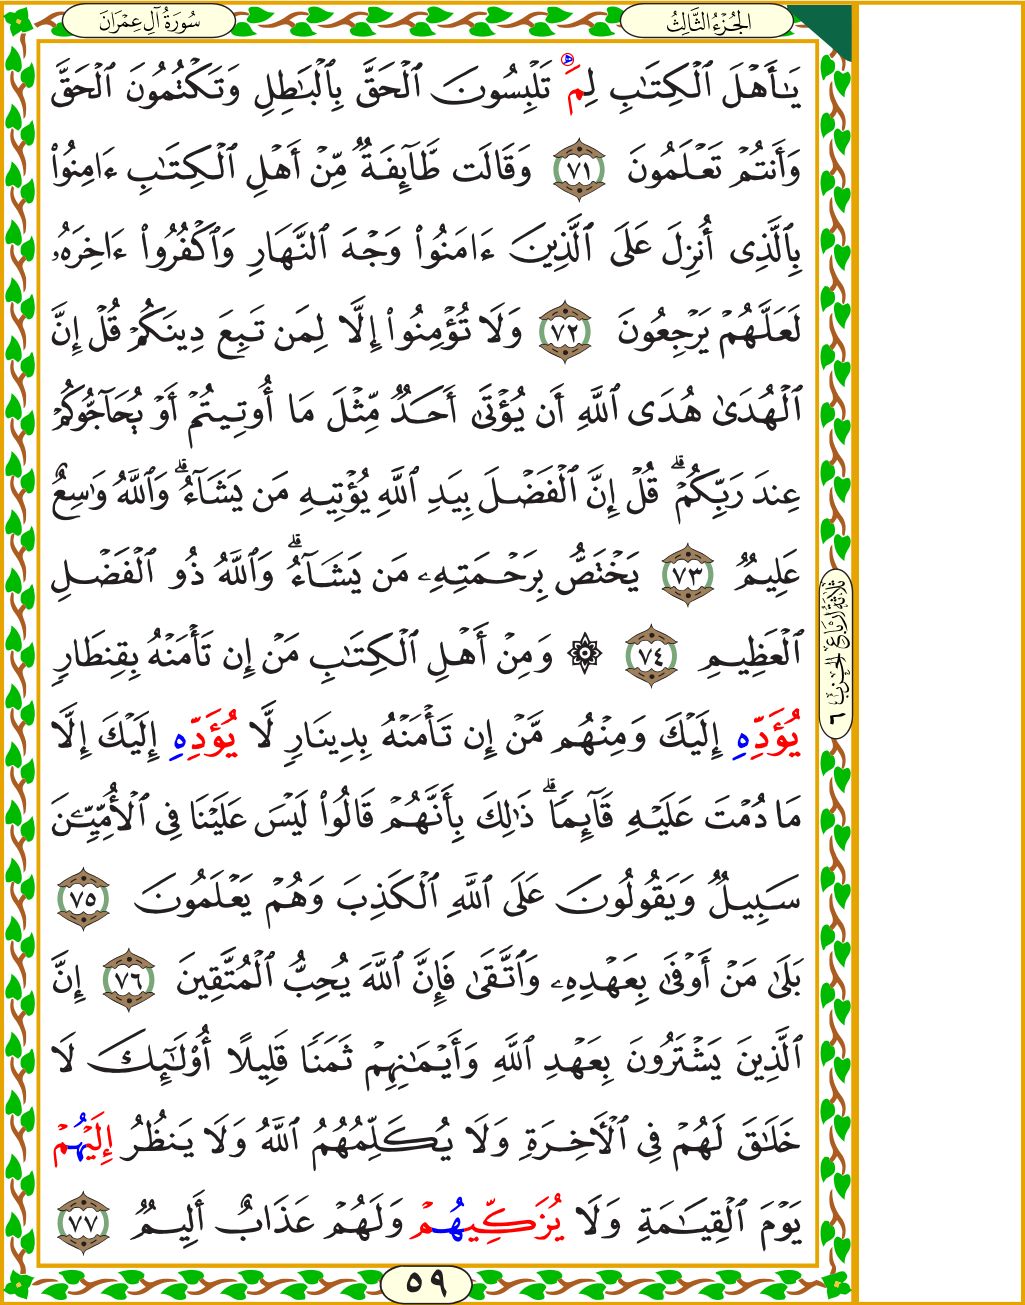 سُورَةُ آلِ عِمْرَانَ
الجُزْءُ الثَّالِثُ
يَـٰٓأَهْلَ ٱلْكِتَـٰبِ لِمَ ۿ تَلْبِسُونَ ٱلْحَقَّ بِٱلْبَـٰطِلِ وَتَكْتُمُونَ ٱلْحَقَّ
وَأَنتُمْ تَعْلَمُونَ ٧١ وَقَالَت طَّآئِفَةٌ مِّنْ أَهْلِ ٱلْكِتَـٰبِ ءَامِنُوا۟
بِٱلَّذِىٓ أُنزِلَ عَلَى ٱلَّذِينَ ءَامَنُوا۟ وَجْهَ ٱلنَّهَارِ وَٱكْفُرُوٓا۟ ءَاخِرَهُۥ
لَعَلَّهُمْ يَرْجِعُونَ ٧٢ وَلَا تُؤْمِنُوٓا۟ إِلَّا لِمَن تَبِعَ دِينَكُمْ قُلْ إِنَّ
ٱلْهُدَىٰ هُدَى ٱللَّهِ أَن يُؤْتَىٰٓ أَحَدٌ مِّثْلَ مَآ أُوتِيتُمْ أَوْ يُحَآجُّوكُمْ
عِندَ رَبِّكُمْ ۗ قُلْ إِنَّ ٱلْفَضْلَ بِيَدِ ٱللَّهِ يُؤْتِيهِ مَن يَشَآءُ ۗ وَٱللَّهُ وَٰسِعٌ
عَلِيمٌ ٧٣ يَخْتَصُّ بِرَحْمَتِهِۦ مَن يَشَآءُ ۗ وَٱللَّهُ ذُو ٱلْفَضْلِ
ٱلْعَظِيمِ ٧٤ ۞ وَمِنْ أَهْلِ ٱلْكِتَـٰبِ مَنْ إِن تَأْمَنْهُ بِقِنطَارٍ
يُؤَدِّهِ إِلَيْكَ وَمِنْهُم مَّنْ إِن تَأْمَنْهُ بِدِينَارٍ لَّا يُؤَدِّهِ إِلَيْكَ إِلَّا
مَا دُمْتَ عَلَيْهِ قَآئِمًا ۗ ذَٰلِكَ بِأَنَّهُمْ قَالُوا۟ لَيْسَ عَلَيْنَا فِى ٱلْأُمِّيِّـۧنَ
سَبِيلٌ وَيَقُولُونَ عَلَى ٱللَّهِ ٱلْكَذِبَ وَهُمْ يَعْلَمُونَ ٧٥
بَلَىٰ مَنْ أَوْفَىٰ بِعَهْدِهِۦ وَٱتَّقَىٰ فَإِنَّ ٱللَّهَ يُحِبُّ ٱلْمُتَّقِينَ ٧٦ إِنَّ
ٱلَّذِينَ يَشْتَرُونَ بِعَهْدِ ٱللَّهِ وَأَيْمَـٰنِهِمْ ثَمَنًا قَلِيلًا أُو۟لَـٰٓئِكَ لَا
خَلَـٰقَ لَهُمْ فِى ٱلْـَٔاخِرَةِ وَلَا يُكَلِّمُهُمُ ٱللَّهُ وَلَا يَنظُرُ إِلَيْهُمْ
يَوْمَ ٱلْقِيَـٰمَةِ وَلَا يُزَكِّيهُمْ وَلَهُمْ عَذَابٌ أَلِيمٌ ٧٧
ثَلَاثَةُ أَرْبَاعِ الحِزْبِ ٦
٥٩